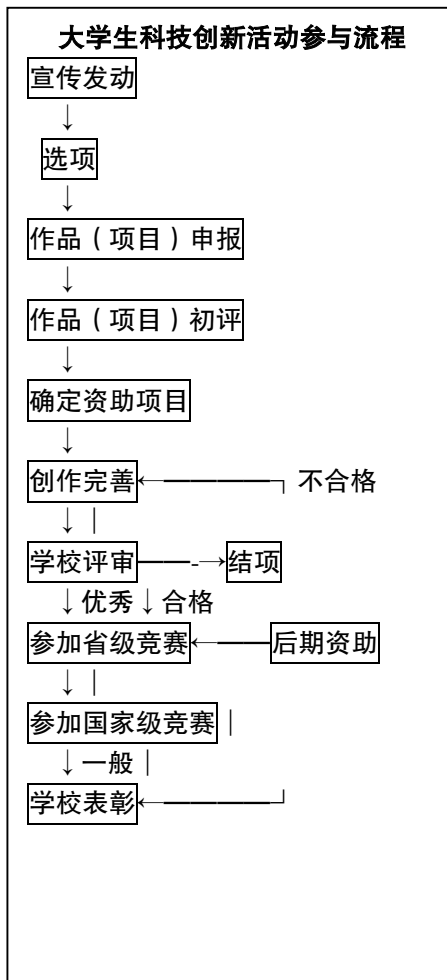 大学生科技创新活动参与流程
宣传发动
↓
选项
↓
作品（项目）申报
↓
作品（项目）初评
↓
确定资助项目
↓
创作完善←─────┐ 不合格
↓ |
学校评审──-→结项
↓优秀↓合格
参加省级竞赛←───后期资助
↓ |
参加国家级竞赛 |
↓一般 |
学校表彰←─────┘